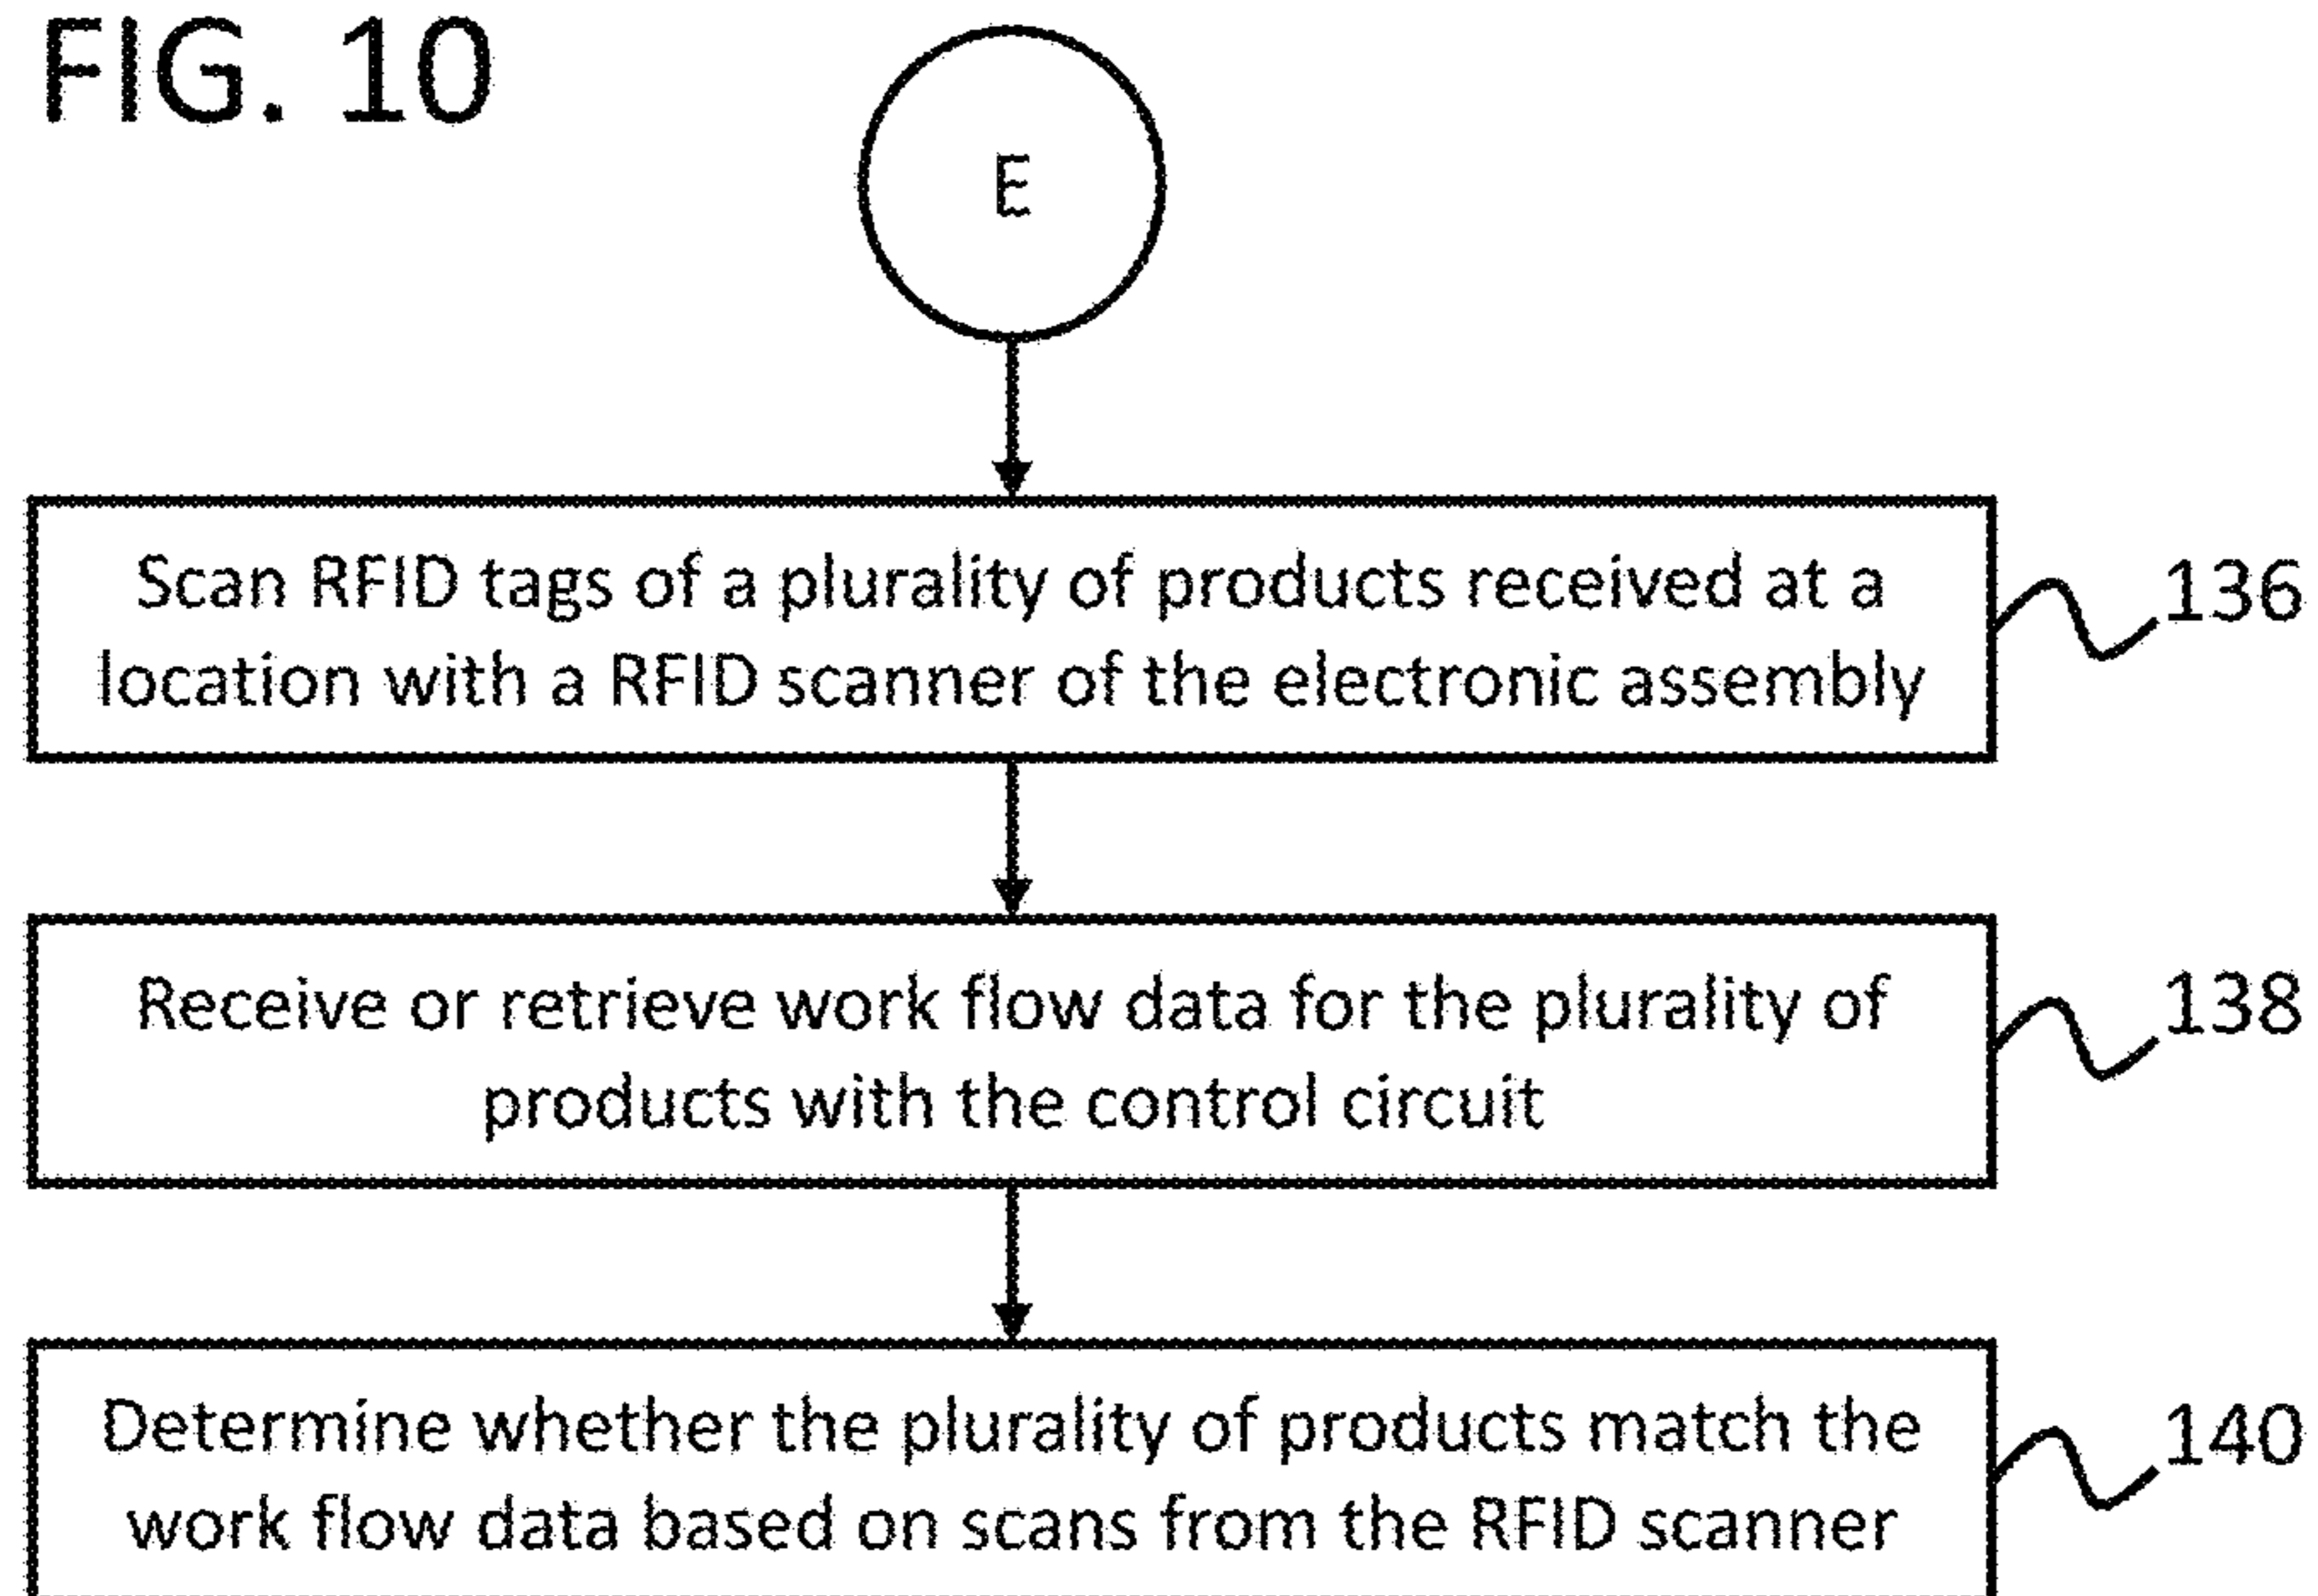 FIG. 10
E
Scan RFID tags of a plurality of products received at a
location with a RFID scanner of the electronic assembly
136
Receive or retrieve work flow data for the plurality of
products with the control circuit
138
Determine whether the plurality of products match the
work flow data based on scans from the RFID scanner
140